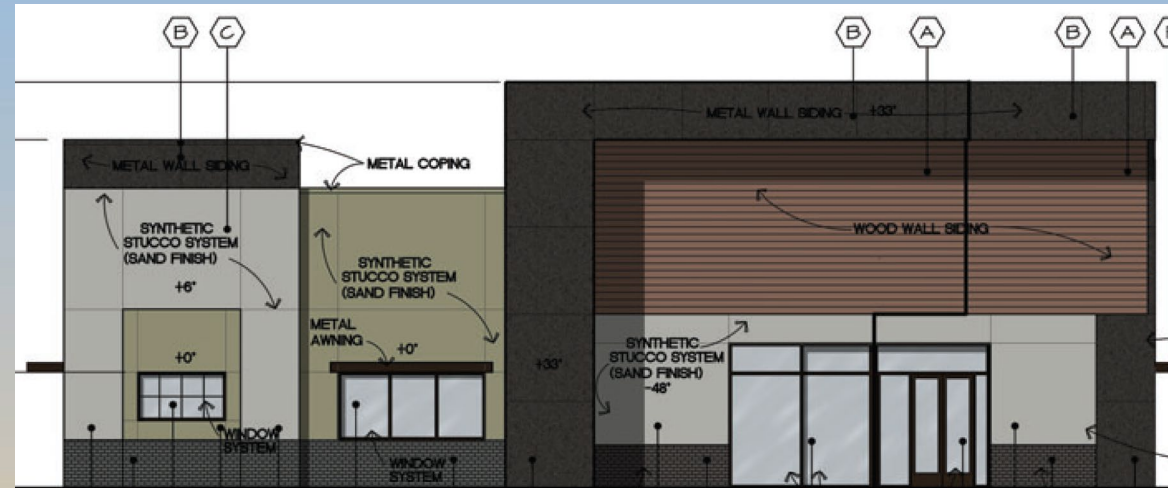 B
C
B
A
B
A
METAL WALL SIDING
+33"
METAL WALL SIDING
METAL COPING
SYNTHETIC
STUCCO SYSTEM
(SAND FINISH)
+6"
SYNTHETIC
STUCCO SYSTEM
(SAND FINISH)
WOOD WALL SIDING
METAL
AWNING
+0"
+0"
+33"
SYNTHETIC
STUCCO SYSTEM
(SAND FINISH)
-48"
WINDOW
SYSTEM
WINDOW
SYSTEM